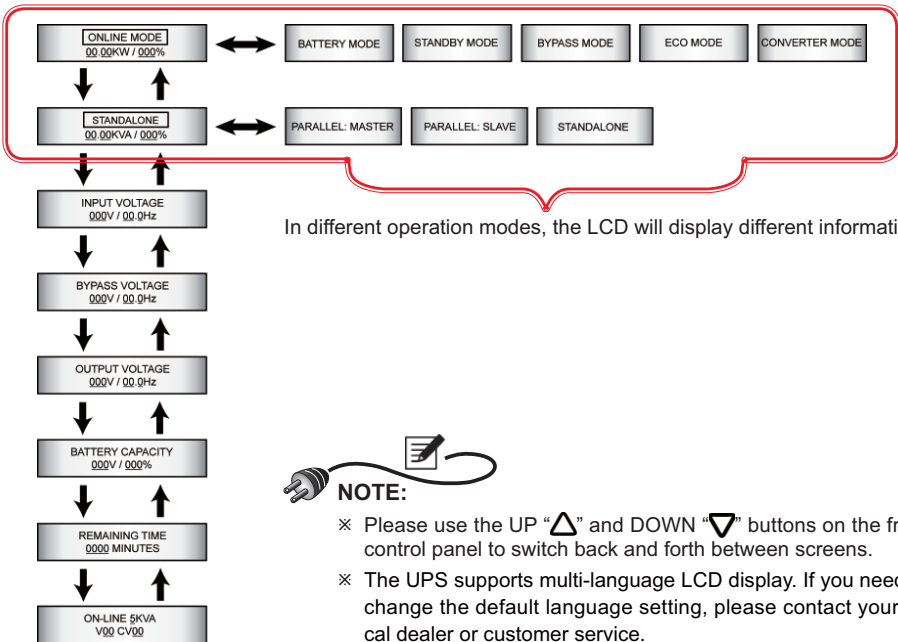 ONLINE MODE
00.00KW / 000%
BATTERY MODE
STANDBY MODE
BYPASS MODE
ECO MODE
CONVERTER MODE
STANDALONE
00.00KVA / 000%
PARALLEL: MASTER
PARALLEL: SLAVE
STANDALONE
INPUT VOLTAGE
000V / 00.0Hz
In different operation modes, the LCD will display different informati
BYPASS VOLTAGE
000V / 00.0Hz
OUTPUT VOLTAGE
000V / 00.0Hz
BATTERY CAPACITY
000V / 000%
REMAINING TIME
0000 MINUTES
ON-LINE 5KVA
V00 CV00
NOTE:
※ Please use the UP “△” and DOWN “▽” buttons on the fr
control panel to switch back and forth between screens.
※ The UPS supports multi-language LCD display. If you need
change the default language setting, please contact your
cal dealer or customer service.